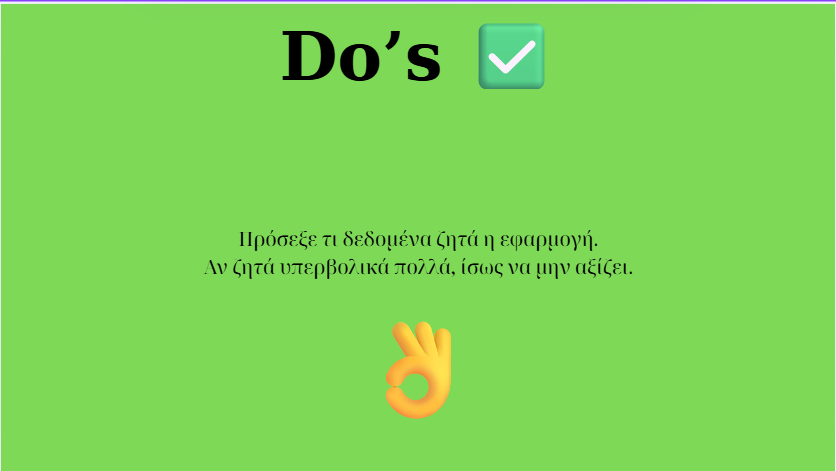 Do’s
Πρόσεξε τι δεδομένα ζητά η εφαρμογή.
Αν ζητά υπερβολικά πολλά, ίσως να μην αξίζει.